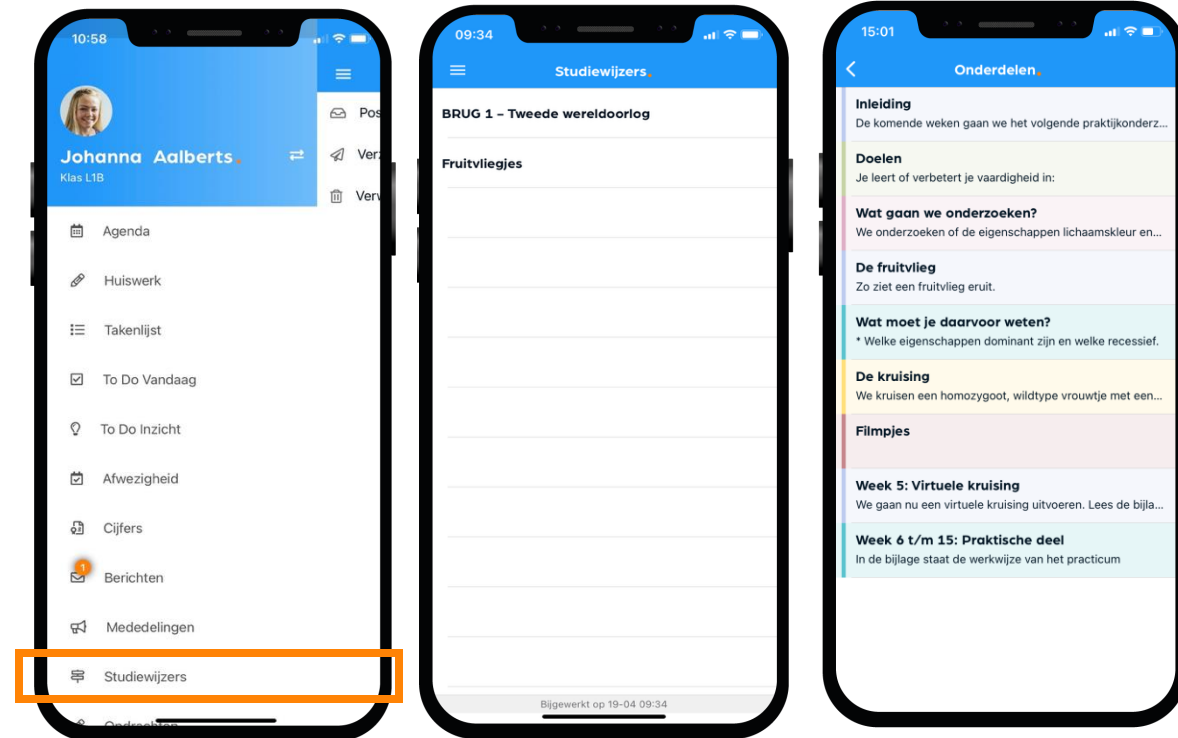 10:58
Johanna Aalberts.
Klas L1B
Pos
Verz
Verw
Agenda
Huiswerk
Takenlijst
To Do Vandaag
To Do Inzicht
Afwezigheid
Cijfers
1
Berichten
Mededelingen
Studiewijzers
Opdrachten
09:34
Studiewijzers.
BRUG 1 – Tweede wereldoorlog
Fruitvliegjes
Bijgewerkt op 19-04 09:34
15:01
Onderdelen.
Inleiding
De komende weken gaan we het volgende praktijkonderz...
Doelen
Je leert of verbetert je vaardigheid in:
Wat gaan we onderzoeken?
We onderzoeken of de eigenschappen lichaamskleur en...
De fruitvlieg
Zo ziet een fruitvlieg eruit.
Wat moet je daarvoor weten?
* Welke eigenschappen dominant zijn en welke recessief.
De kruising
We kruisen een homozygoot, wildtype vrouwtje met een...
Filmpjes
Week 5: Virtuele kruising
We gaan nu een virtuele kruising uitvoeren. Lees de bijla...
Week 6 t/m 15: Praktische deel
In de bijlage staat de werkwijze van het practicum